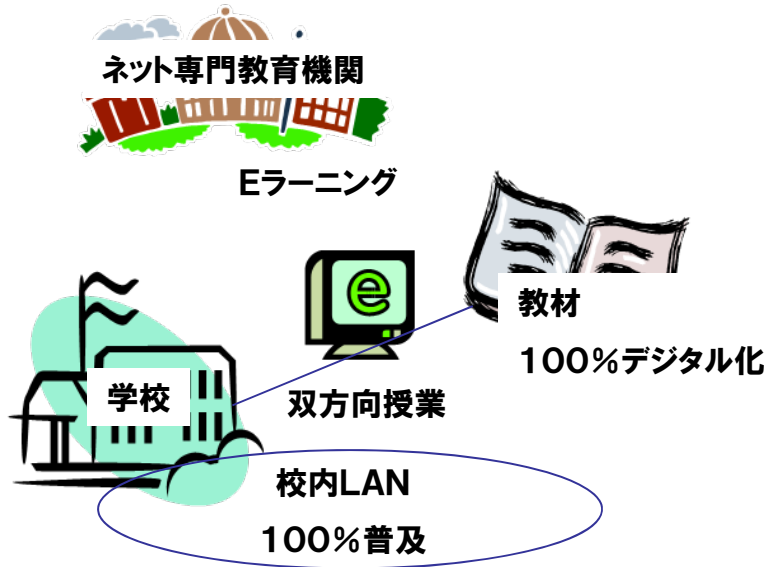 ネット専門教育機関
Eラーニング
e
教材
100%デジタル化
学校
双方向授業
校内LAN
100%普及